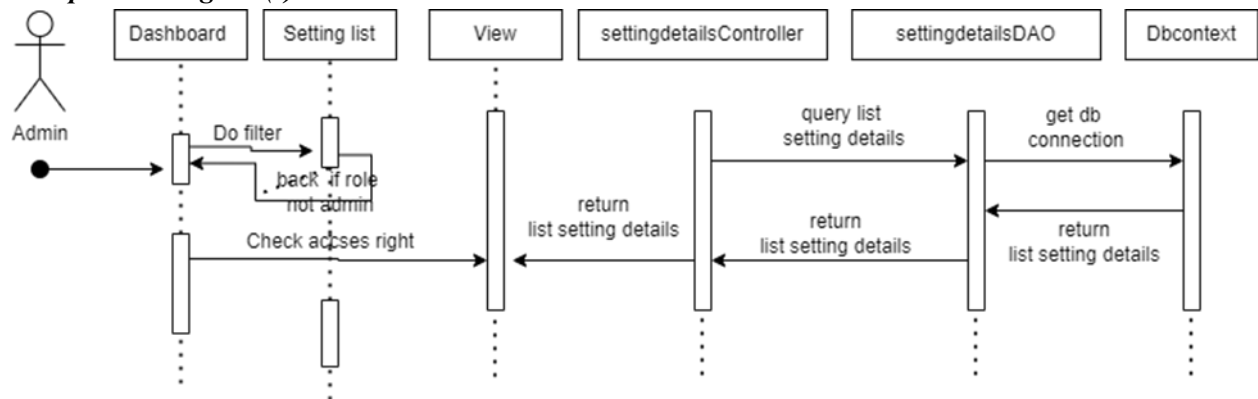 Dashboard
Setting list
View
settingdetailsController
settingdetailsDAO
Dbcontext
Admin
Do filter
back if role
not admin
Check accses right
query list
setting details
get db
connection
return
list setting details
return
list setting details
return
list setting details